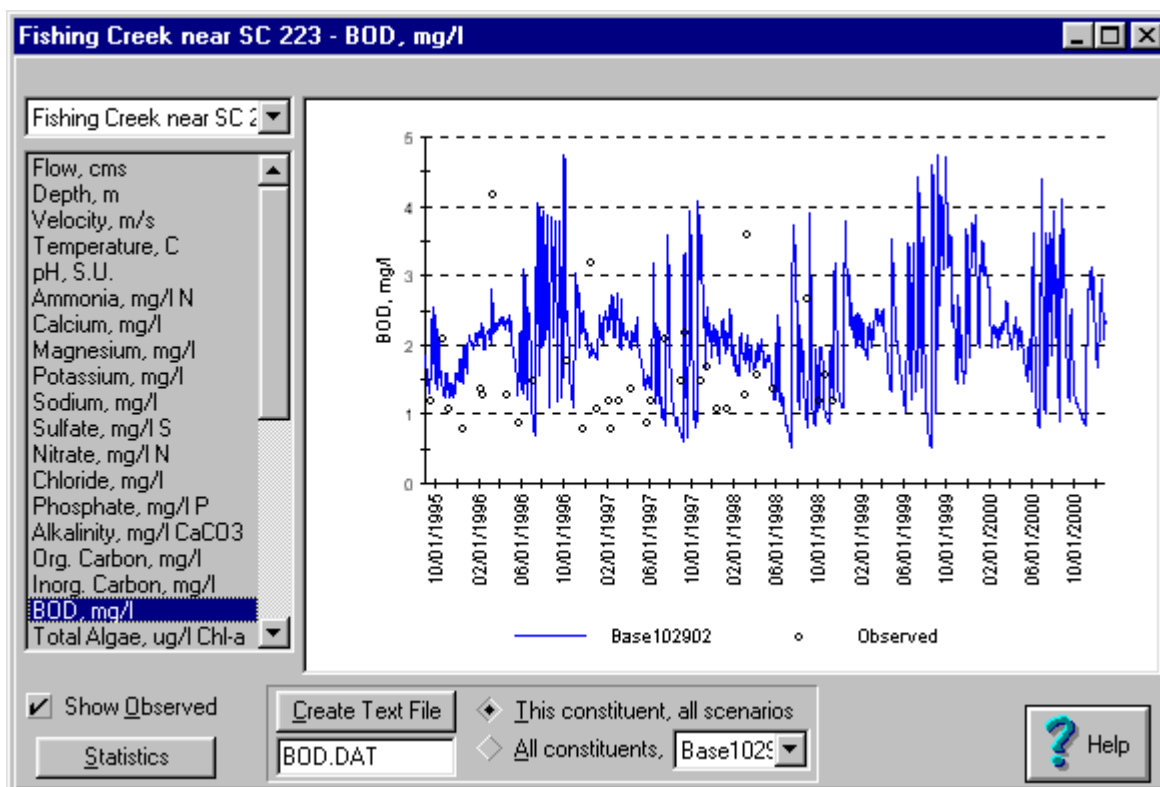 Fishing Creek near SC 223 - BOD, mg/l
Fishing Creek near SC 2
Flow, cms
Depth, m
Velocity, m/s
Temperature, C
pH, S.U.
Ammonia, mg/l N
Calcium, mg/l
Magnesium, mg/l
Potassium, mg/l
Sodium, mg/l
Sulfate, mg/l S
Nitrate, mg/l N
Chloride, mg/l
Phosphate, mg/l P
Alkalinity, mg/l CaCO3
Org. Carbon, mg/l
Inorg. Carbon, mg/l
BOD, mg/l
Total Algae, ug/l Chl-a
BOD, mg/l
5
4
3
2
1
0
10/01/1995
02/01/1996
06/01/1996
10/01/1996
02/01/1997
06/01/1997
10/01/1997
02/01/1998
06/01/1998
10/01/1998
02/01/1999
06/01/1999
10/01/1999
02/01/2000
06/01/2000
10/01/2000
Base102902
Observed
Show Observed
Statistics
Create Text File
BOD.DAT
This constituent, all scenarios
All constituents,
Base1029
Help